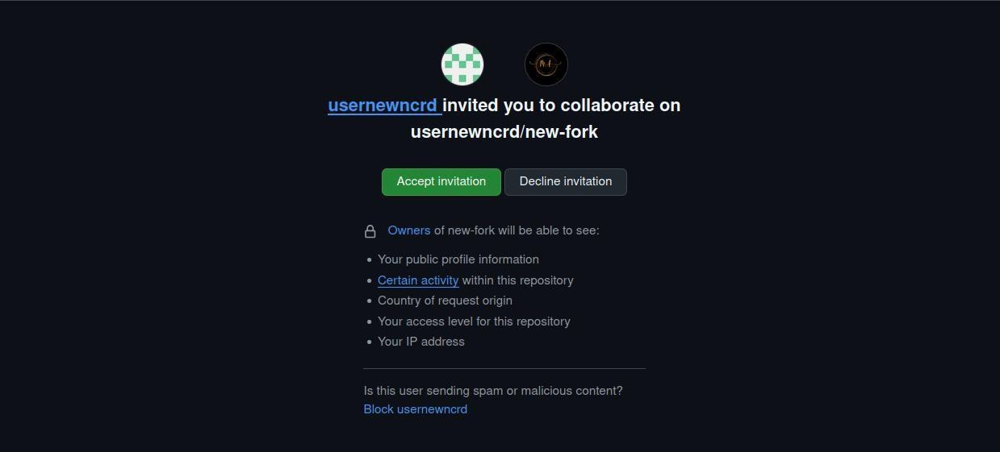 usernewncrd invited you to collaborate on
usernewncrd/new-fork
Accept invitation
Decline invitation
Owners of new-fork will be able to see:
Your public profile information
Certain activity within this repository
Country of request origin
Your access level for this repository
Your IP address
Is this user sending spam or malicious content?
Block usernewncrd